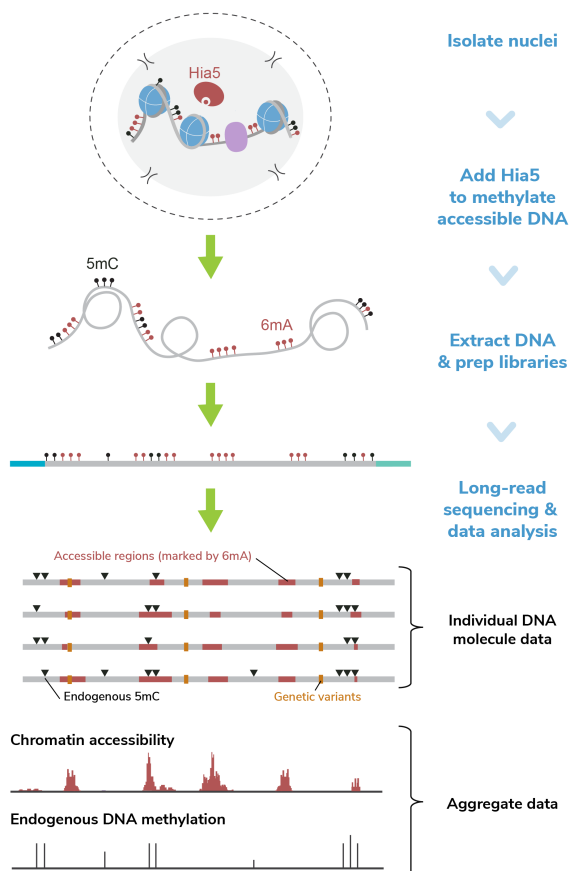 Isolate nuclei
Hia5
Add Hia5
to methylate
accessible DNA
5mC
6mA
Extract DNA
& prep libraries
Long-read
sequencing &
data analysis
Accessible regions (marked by 6mA)
Individual DNA
molecule data
Endogenous 5mC
Genetic variants
Chromatin accessibility
Aggregate data
Endogenous DNA methylation